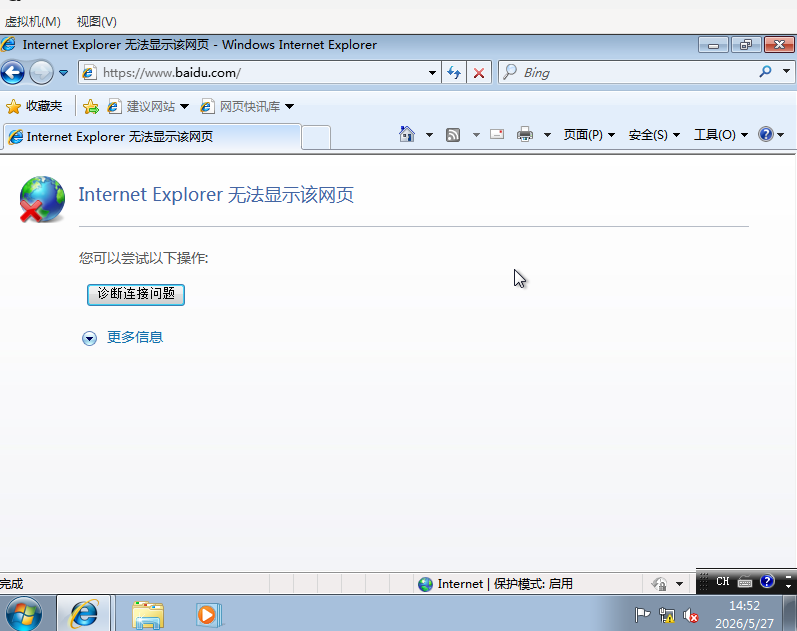 虚拟机(M) 视图(V)
Internet Explorer 无法显示该网页 - Windows Internet Explorer
https://www.baidu.com/ Bing
收藏夹 建议网站 网页快讯库
Internet Explorer 无法显示该网页 页面(P) 安全(S) 工具(O)
Internet Explorer 无法显示该网页
您可以尝试以下操作:
诊断连接问题
更多信息
完成 Internet | 保护模式: 启用 CH
14:52
2026/5/27